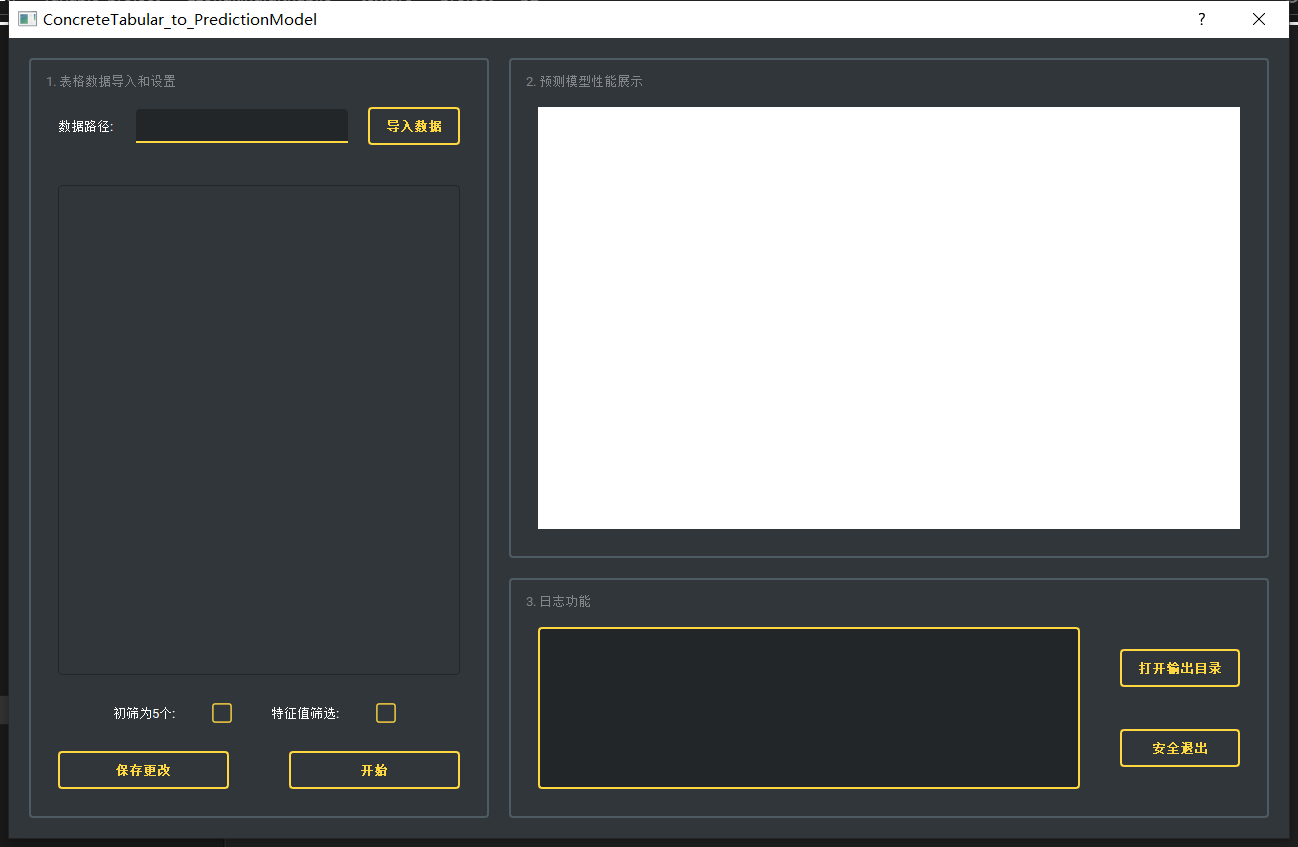 ConcreteTabular_to_PredictionModel
?
1. 表格数据导入和设置
数据路径:
导入数据
初筛为5个:
特征值筛选:
保存更改
开始
2. 预测模型性能展示
3. 日志功能
打开输出目录
安全退出